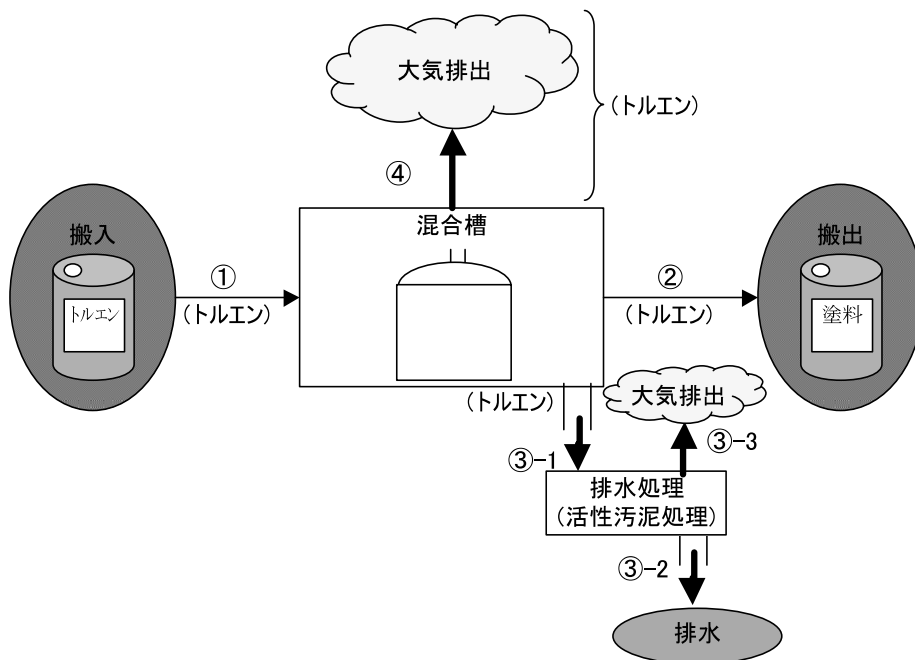 大気排出
(トルエン)
④
搬入
混合槽
搬出
①
②
トルエン
(トルエン)
(トルエン)
塗料
(トルエン)
大気排出
③-1
③-3
排水処理
(活性汚泥処理)
③-2
排水